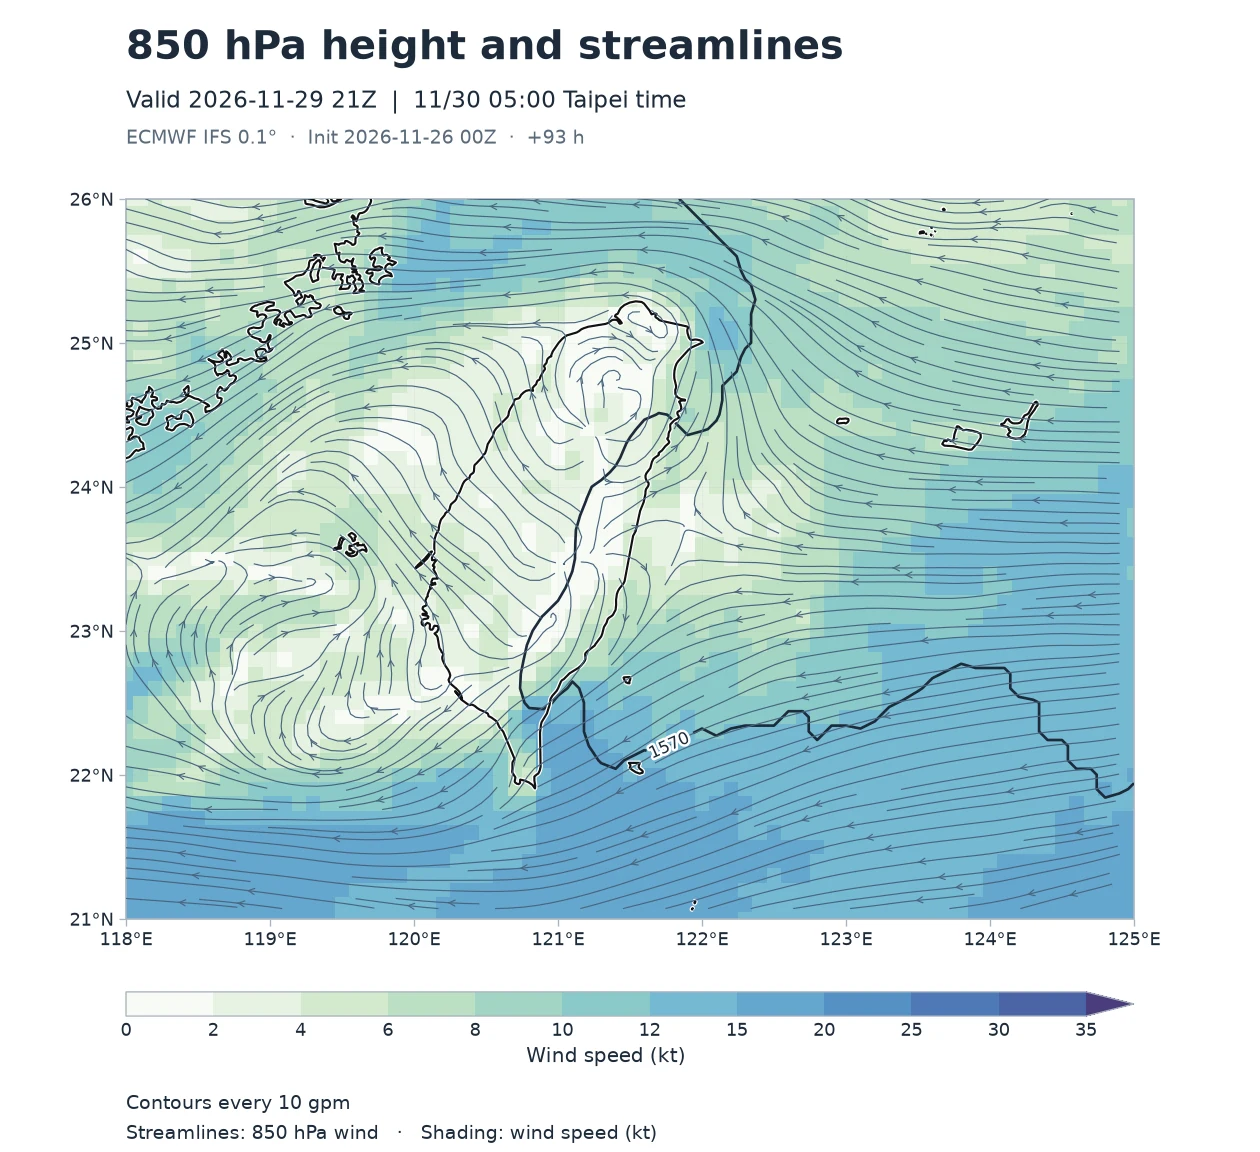 850 hPa height and streamlines
Valid 2026-11-29 21Z | 11/30 05:00 Taipei time
ECMWF IFS 0.1° · Init 2026-11-26 00Z · +93 h
26°N
25°N
24°N
23°N
22°N
21°N
1570
118°E 119°E 120°E 121°E 122°E 123°E 124°E 125°E
0 2 4 6 8 10 12 15 20 25 30 35
Wind speed (kt)
Contours every 10 gpm
Streamlines: 850 hPa wind · Shading: wind speed (kt)